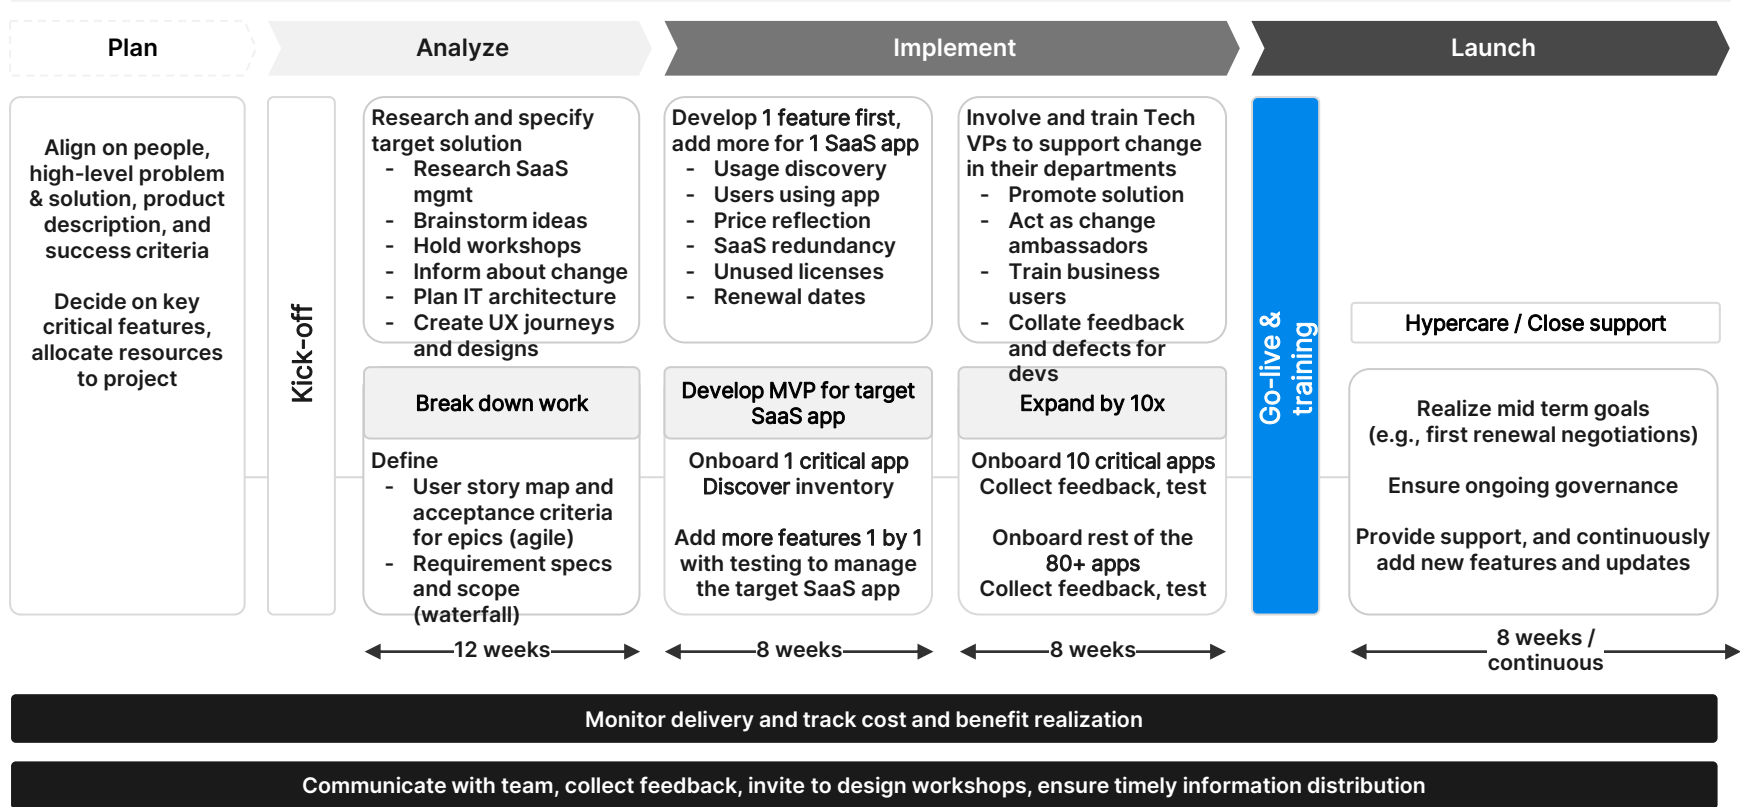 Plan
Analyze
Implement
Launch
Align on people,
high-level problem
& solution, product
description, and
success criteria
Decide on key
critical features,
allocate resources
to project
Kick-off
Research and specify
target solution
- Research SaaS
mgmt
- Brainstorm ideas
- Hold workshops
- Inform about change
- Plan IT architecture
- Create UX journeys
and designs
Break down work
Define
- User story map and
acceptance criteria
for epics (agile)
- Requirement specs
and scope
(waterfall)
12 weeks
Develop 1 feature first,
add more for 1 SaaS app
- Usage discovery
- Users using app
- Price reflection
- SaaS redundancy
- Unused licenses
- Renewal dates
Develop MVP for target
SaaS app
Onboard 1 critical app
Discover inventory
Add more features 1 by 1
with testing to manage
the target SaaS app
8 weeks
Involve and train Tech
VPs to support change
in their departments
- Promote solution
- Act as change
ambassadors
- Train business
users
- Collate feedback
and defects for
devs
Expand by 10x
Onboard 10 critical apps
Collect feedback, test
Onboard rest of the
80+ apps
Collect feedback, test
8 weeks
Go-live &
training
Hypercare / Close support
Realize mid term goals
(e.g., first renewal negotiations)
Ensure ongoing governance
Provide support, and continuously
add new features and updates
8 weeks /
continuous
Monitor delivery and track cost and benefit realization
Communicate with team, collect feedback, invite to design workshops, ensure timely information distribution